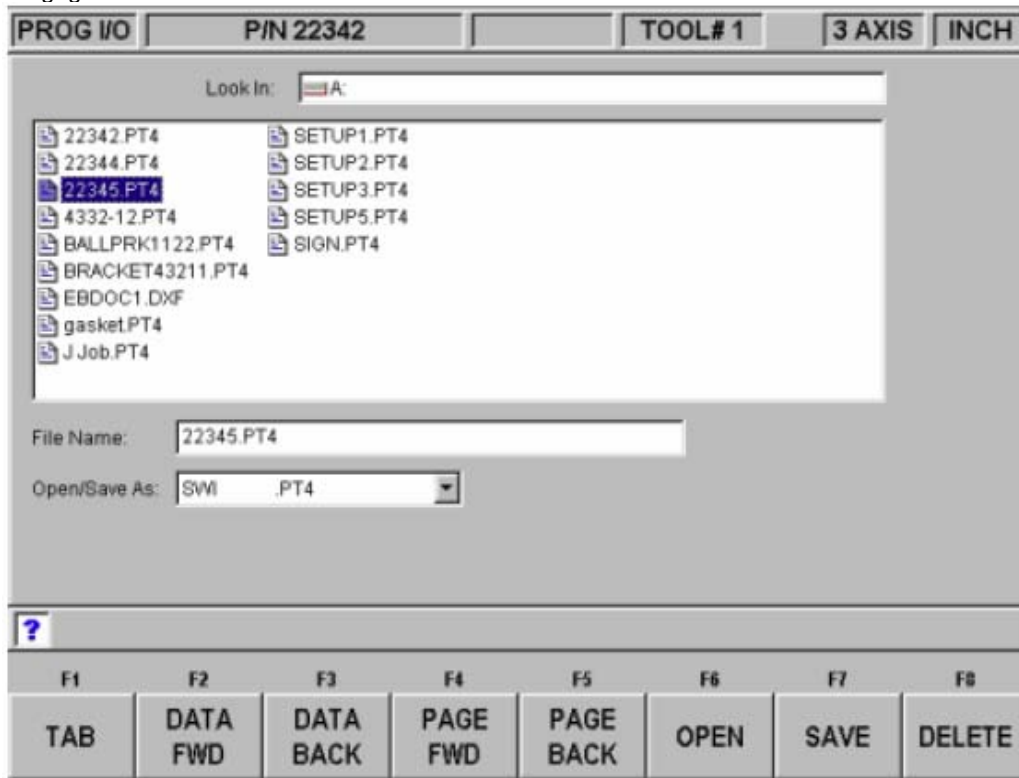 PROG I/O P/N 22342 TOOL# 1 3 AXIS INCH
Look In: A:
22342.PT4 SETUP1.PT4
22344.PT4 SETUP2.PT4
22345.PT4 SETUP3.PT4
4332-12.PT4 SETUP5.PT4
BALLPRK1122.PT4 SIGN.PT4
BRACKET43211.PT4
EBDOC1.DXF
gasket.PT4
J Job.PT4
File Name: 22345.PT4
Open/Save As: SWI .PT4
?
F1 F2 F3 F4 F5 F6 F7 F8
TAB DATA FWD DATA BACK PAGE FWD PAGE BACK OPEN SAVE DELETE